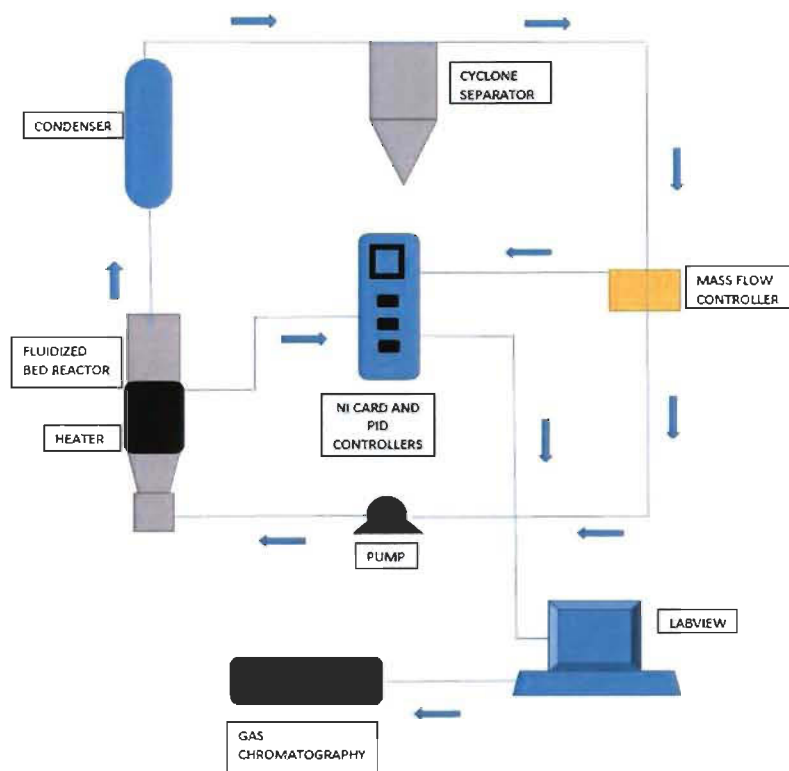 CYCLONE
SEPARATOR
CONDENSER
MASS FLOW
CONTROLLER
FLUIDIZED
BED REACTOR
HEATER
NI CARD AND
PID
CONTROLLERS
PUMP
LABVIEW
GAS
CHROMATOGRAPHY